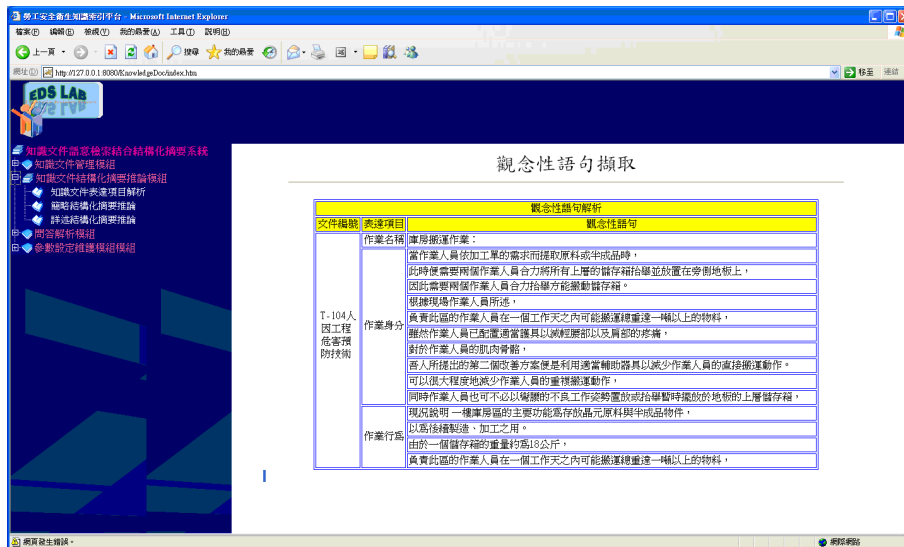 勞工安全衛生知識索引平台 - Microsoft Internet Explorer
檔案(F) 編輯(E) 檢視(V) 我的最愛(A) 工具(T) 說明(H)
上一頁 搜尋 我的最愛
網址(D) http://127.0.0.1:8080/KnowledgeDoc/index.htm 移至 連結
EDS LAB
知識文件語意檢索結合結構化摘要系統
知識文件管理模組
知識文件結構化摘要推論模組
知識文件表達項目解析
簡略結構化摘要推論
詳述結構化摘要推論
問答解析模組
參數設定維護模組模組
觀念性語句擷取
觀念性語句解析
文件編號 表達項目 觀念性語句
T-104人因工程危害預防技術
作業名稱 庫房搬運作業：
作業身分
當作業人員依加工單的需求而提取原料或半成品時，
此時便需要兩個作業人員合力將所有上層的儲存箱抬舉並放置在旁側地板上，
因此需要兩個作業人員合力抬舉方能搬動儲存箱。
根據現場作業人員所述，
負責此區的作業人員在一個工作天之內可能搬運總重達一噸以上的物料，
雖然作業人員已配置適當護具以減輕腰部以及肩部的疼痛，
對於作業人員的肌肉骨骼，
吾人所提出的第二個改善方案便是利用適當輔助器具以減少作業人員的直接搬運動作。
可以很大程度地減少作業人員的重複搬運動作，
同時作業人員也可不必以彎腰的不良工作姿勢置放或抬舉暫時擺放於地板的上層儲存箱，
作業行為
現況說明 一樓庫房區的主要功能為存放晶元原料與半成品物件，
以為後續製造、加工之用。
由於一個儲存箱的重量約為18公斤，
負責此區的作業人員在一個工作天之內可能搬運總重達一噸以上的物料，
網頁發生錯誤。 網際網路